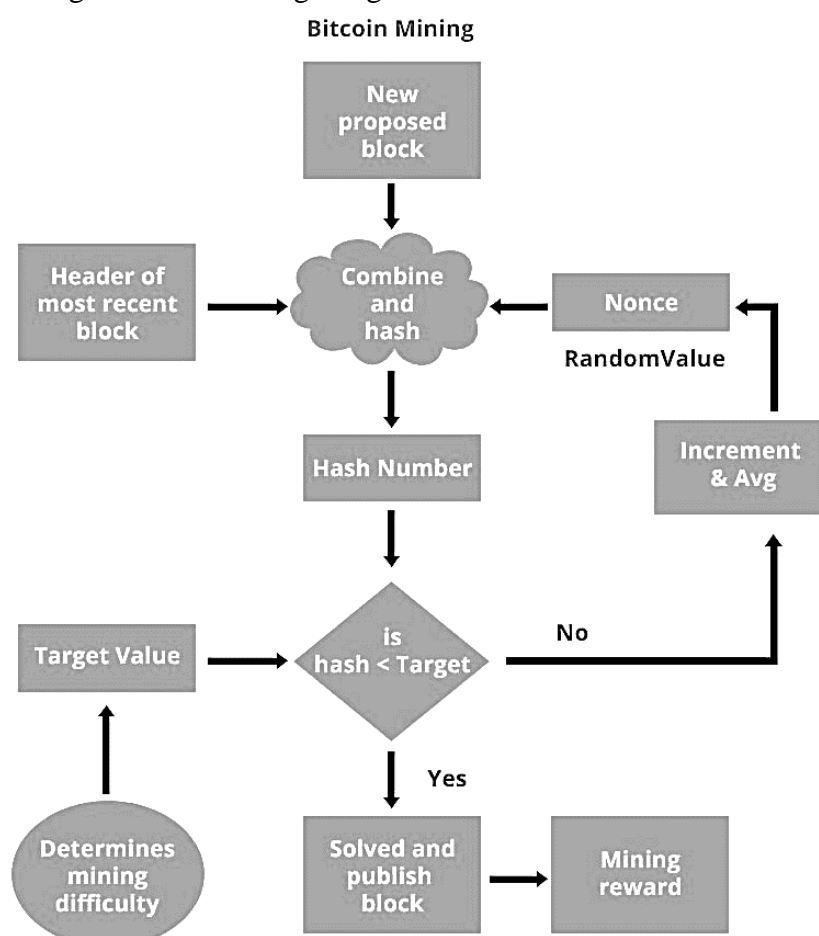 Bitcoin Mining
New
proposed
block
Header of
most recent
block
Combine
and
hash
Nonce
RandomValue
Hash Number
Increment
& Avg
Target Value
is
hash < Target
No
Yes
Determines
mining
difficulty
Solved and
publish
block
Mining
reward